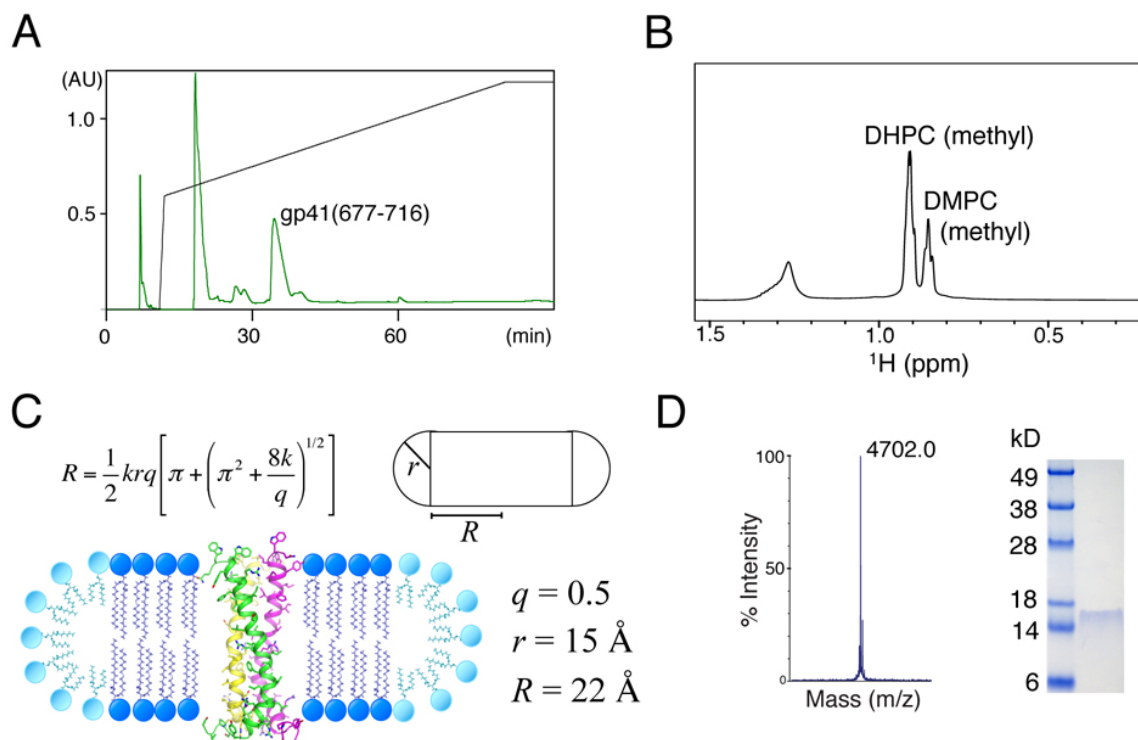 A
(AU)
1.0
0.5
gp41(677-716)
0
30
60
(min)
B
DHPC (methyl)
DMPC
(methyl)
1.5
1.0
0.5
¹H (ppm)
C
R = 1/2 krq [π + (π² + 8k/q)^1/2]
r
R
q = 0.5
r = 15 Å
R = 22 Å
D
4702.0
100
50
0
% Intensity
Mass (m/z)
kD
49
38
28
18
14
6